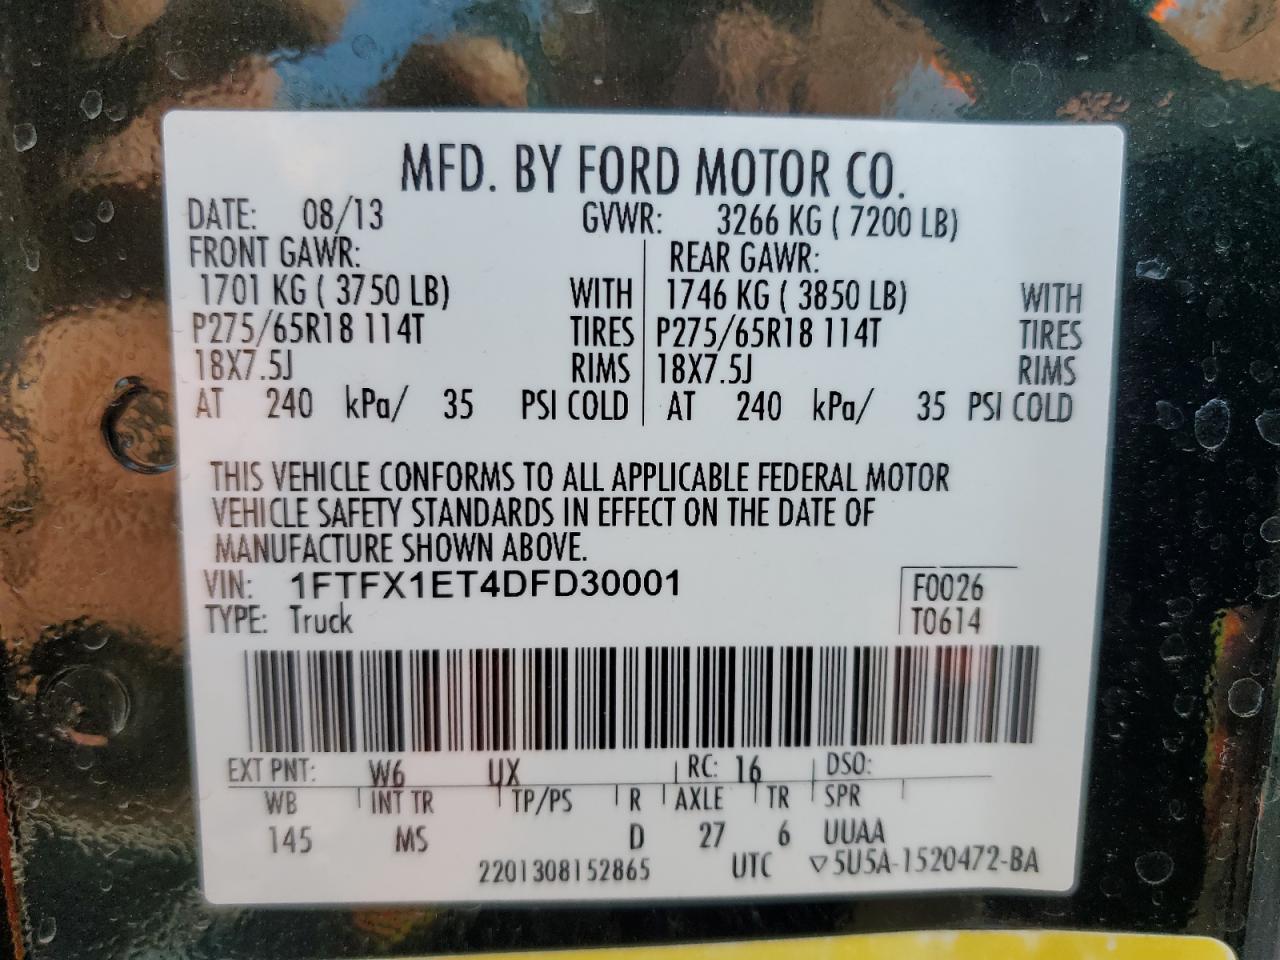 MFD. BY FORD MOTOR CO.
DATE: 08/13 GVWR: 3266 KG ( 7200 LB)
FRONT GAWR: REAR GAWR:
1701 KG ( 3750 LB) WITH 1746 KG ( 3850 LB) WITH
P275/65R18 114T TIRES P275/65R18 114T TIRES
18X7.5J RIMS 18X7.5J RIMS
AT 240 kPa/ 35 PSI COLD AT 240 kPa/ 35 PSI COLD
THIS VEHICLE CONFORMS TO ALL APPLICABLE FEDERAL MOTOR
VEHICLE SAFETY STANDARDS IN EFFECT ON THE DATE OF
MANUFACTURE SHOWN ABOVE.
VIN: 1FTFX1ET4DFD30001 F0026
TYPE: Truck T0614
EXT PNT: W6 UX RC: 16 DSO:
WB INT TR TP/PS R AXLE TR SPR
145 MS D 27 6 UUAA
2201308152865 UTC ▽5U5A-1520472-BA